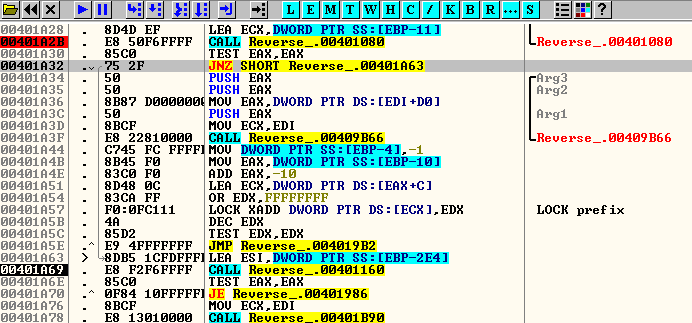 L E M T W H C / K B R ... S
00401A28 . 8D4D EF LEA ECX,DWORD PTR SS:[EBP-11]
00401A2B . E8 50F6FFFF CALL Reverse_.00401080 Reverse_.00401080
00401A30 . 85C0 TEST EAX,EAX
00401A32 . 75 2F JNZ SHORT Reverse_.00401A63
00401A34 . 50 PUSH EAX Arg3
00401A35 . 50 PUSH EAX Arg2
00401A36 . 8B87 D0000000 MOV EAX,DWORD PTR DS:[EDI+D0]
00401A3C . 50 PUSH EAX Arg1
00401A3D . 8BCF MOV ECX,EDI
00401A3F . E8 22810000 CALL Reverse_.00409B66 Reverse_.00409B66
00401A44 . C745 FC FFFFF MOV DWORD PTR SS:[EBP-4],-1
00401A4B . 8B45 F0 MOV EAX,DWORD PTR SS:[EBP-10]
00401A4E . 83C0 F0 ADD EAX,-10
00401A51 . 8D48 0C LEA ECX,DWORD PTR DS:[EAX+C]
00401A54 . 83CA FF OR EDX,FFFFFFFF
00401A57 . F0:0FC111 LOCK XADD DWORD PTR DS:[ECX],EDX LOCK prefix
00401A5B . 4A DEC EDX
00401A5C . 85D2 TEST EDX,EDX
00401A5E .^ E9 4FFFFFFF JMP Reverse_.004019B2
00401A63 > 8DB5 1CFDFFFF LEA ESI,DWORD PTR SS:[EBP-2E4]
00401A69 . E8 F2F6FFFF CALL Reverse_.00401160
00401A6E . 85C0 TEST EAX,EAX
00401A70 .^ 0F84 10FFFFFF JE Reverse_.00401986
00401A76 . 8BCF MOV ECX,EDI
00401A78 . E8 13010000 CALL Reverse_.00401B90